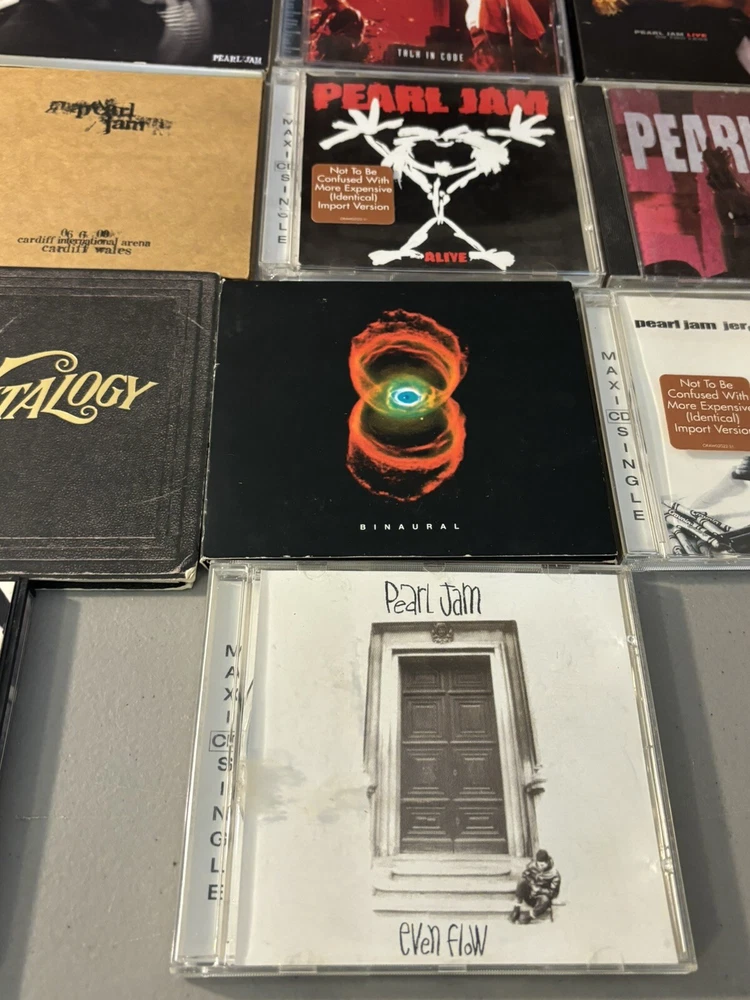 PEARL JAM
TALK IN CODE
PEARL JAM LIVE
pearl
jam
06 6 00
cardiff international arena
cardiff wales
MAXI CD SINGLE
PEARL JAM
Not To Be
Confused With
More Expensive
(Identical)
Import Version
ALIVE
PEAR
TALOGY
BINAURAL
MAXI CD SINGLE
pearl jam jer
Not To Be
Confused With
More Expensive
(Identical)
Import Version
MAXI CD SINGLE
Pearl Jam
even flow